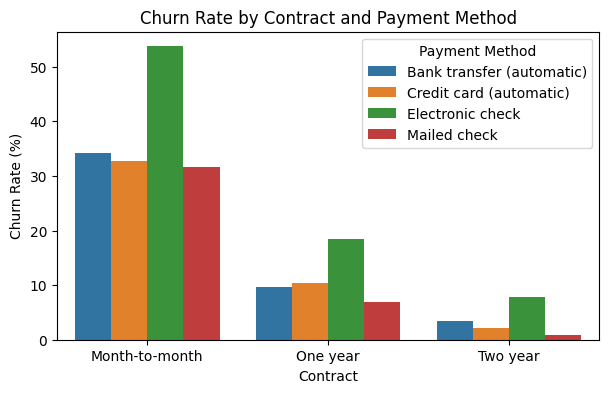 Churn Rate by Contract and Payment Method
Churn Rate (%)
50
40
30
20
10
0
Payment Method
Bank transfer (automatic)
Credit card (automatic)
Electronic check
Mailed check
Month-to-month
One year
Two year
Contract